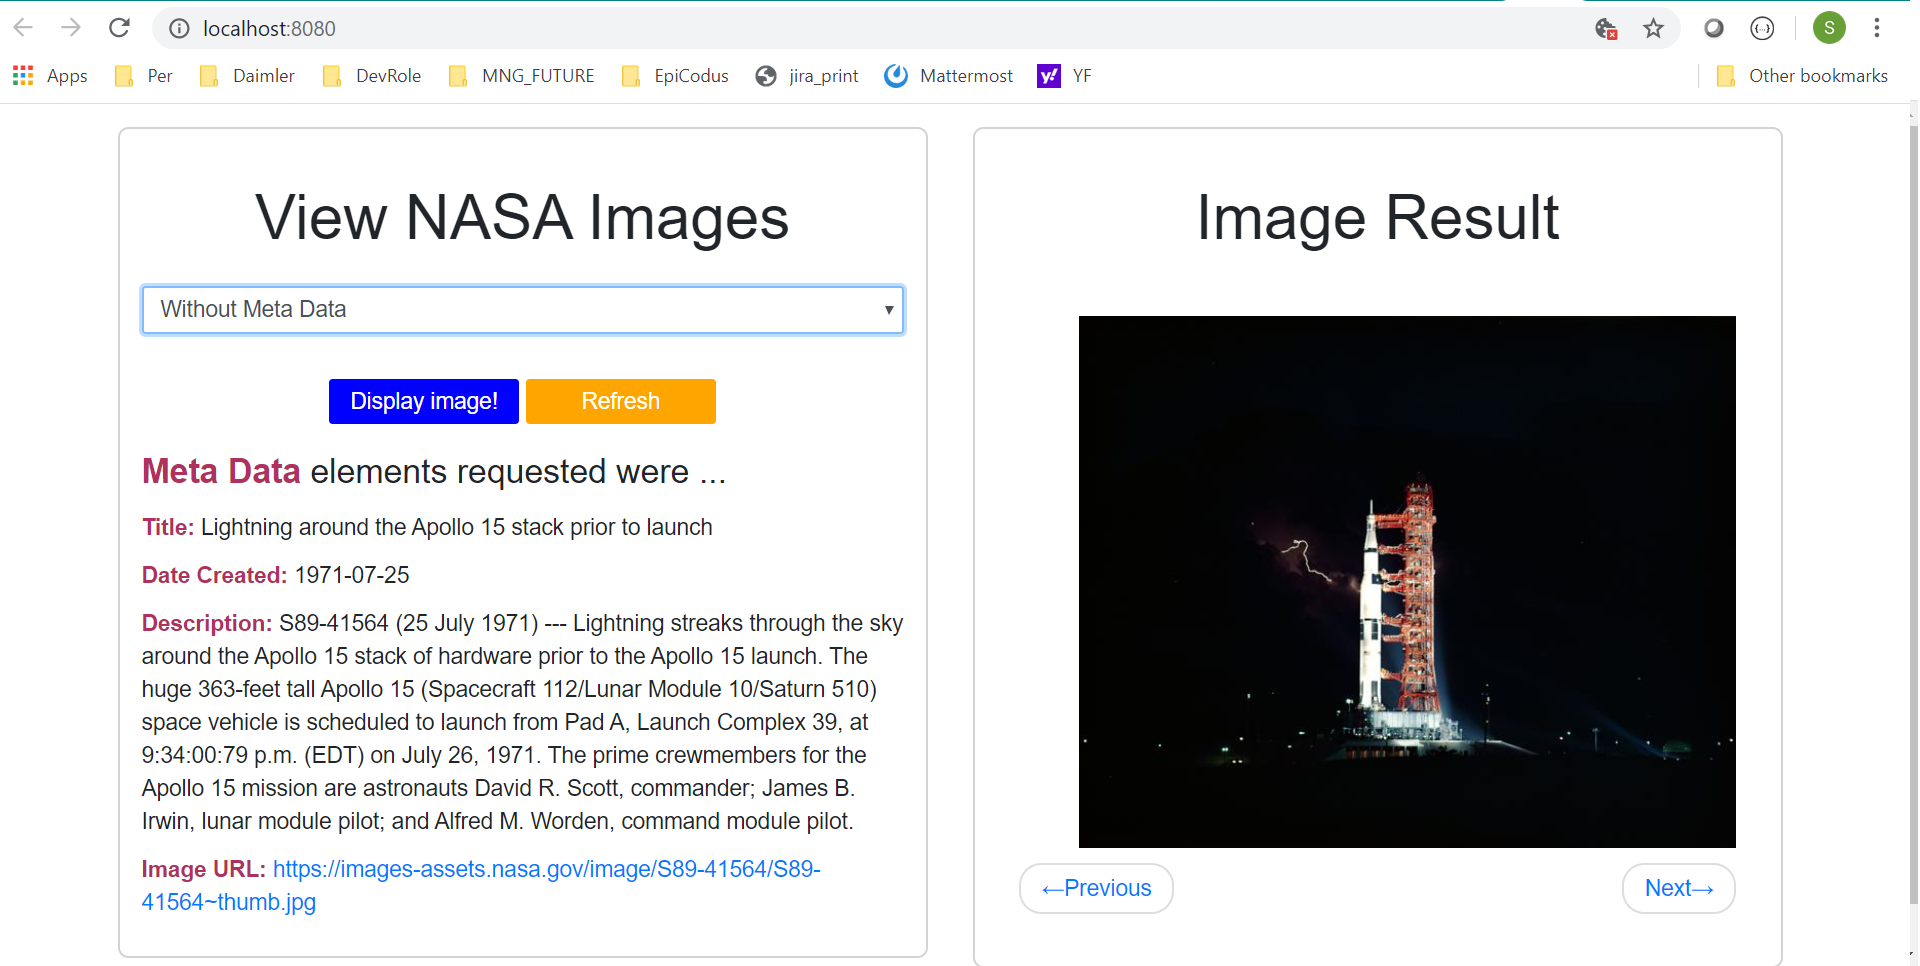 localhost:8080
S
Apps Per Daimler DevRole MNG_FUTURE EpiCodus jira_print Mattermost y! YF Other bookmarks
View NASA Images
Without Meta Data
Display image! Refresh
Meta Data elements requested were ...
Title: Lightning around the Apollo 15 stack prior to launch
Date Created: 1971-07-25
Description: S89-41564 (25 July 1971) --- Lightning streaks through the sky
around the Apollo 15 stack of hardware prior to the Apollo 15 launch. The
huge 363-feet tall Apollo 15 (Spacecraft 112/Lunar Module 10/Saturn 510)
space vehicle is scheduled to launch from Pad A, Launch Complex 39, at
9:34:00:79 p.m. (EDT) on July 26, 1971. The prime crewmembers for the
Apollo 15 mission are astronauts David R. Scott, commander; James B.
Irwin, lunar module pilot; and Alfred M. Worden, command module pilot.
Image URL: https://images-assets.nasa.gov/image/S89-41564/S89-
41564~thumb.jpg
Image Result
←Previous
Next→